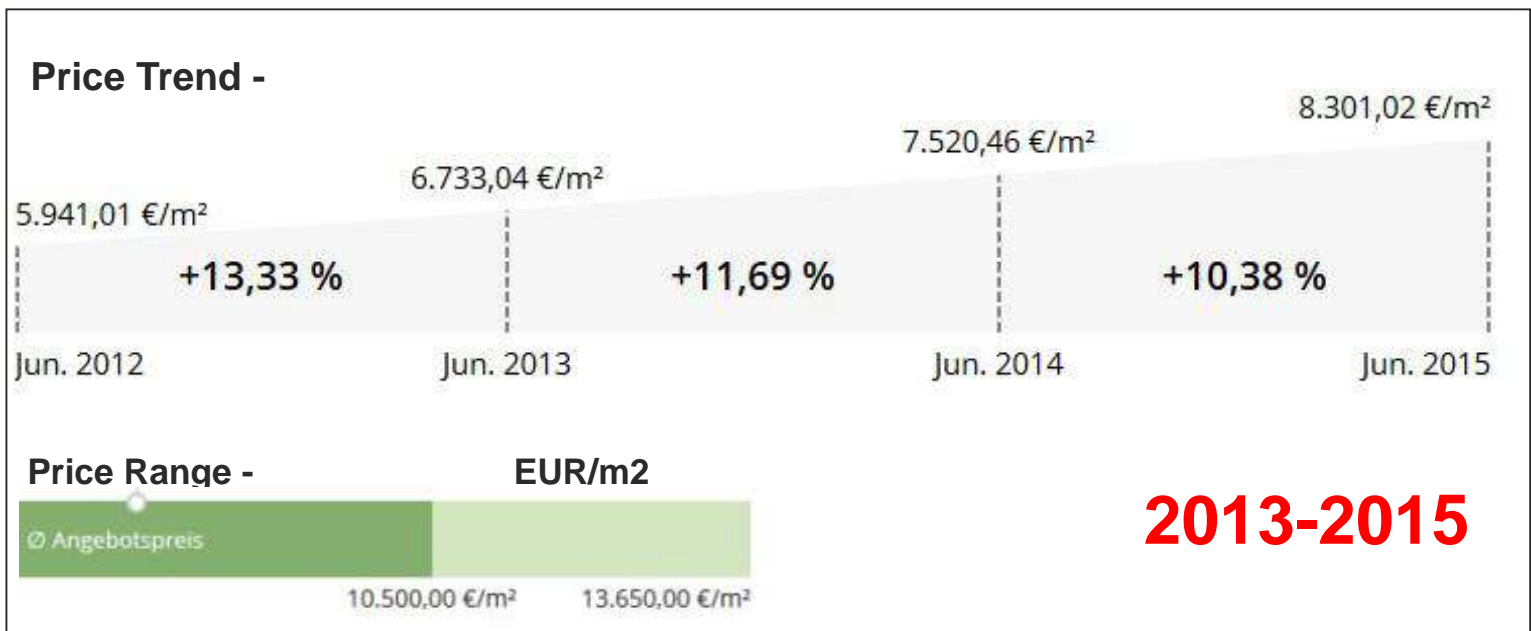 Price Trend -
8.301,02 €/m²
7.520,46 €/m²
6.733,04 €/m²
5.941,01 €/m²
+13,33 % +11,69 % +10,38 %
Jun. 2012 Jun. 2013 Jun. 2014 Jun. 2015
Price Range - EUR/m2
2013-2015
Ø Angebotspreis
10.500,00 €/m² 13.650,00 €/m²